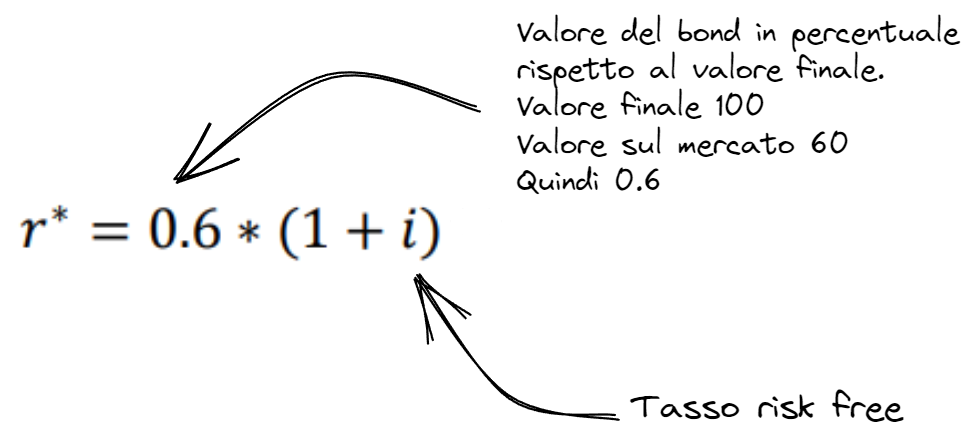 Valore del bond in percentuale
rispetto al valore finale.
Valore finale 100
Valore sul mercato 60
Quindi 0.6
r* = 0.6 * (1 + i)
Tasso risk free